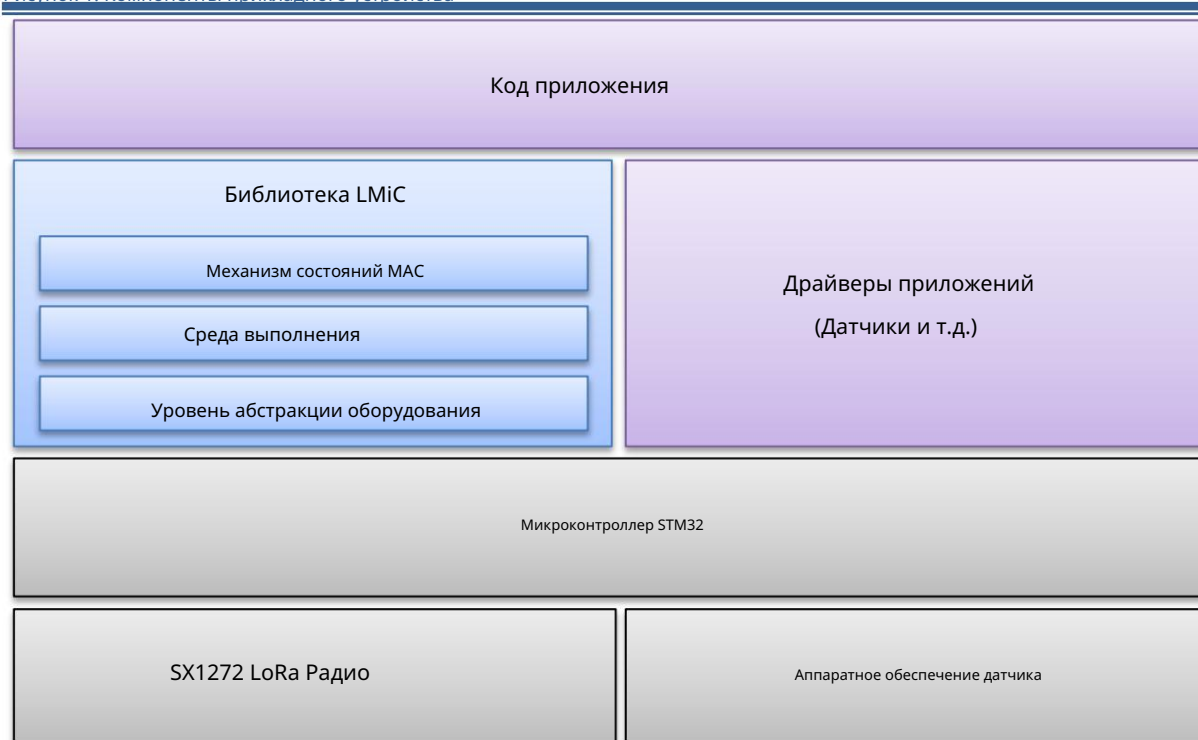 Код приложения
Библиотека LMiC
Механизм состояний MAC
Среда выполнения
Уровень абстракции оборудования
Драйверы приложений
(Датчики и т.д.)
Микроконтроллер STM32
SX1272 LoRa Радио
Аппаратное обеспечение датчика